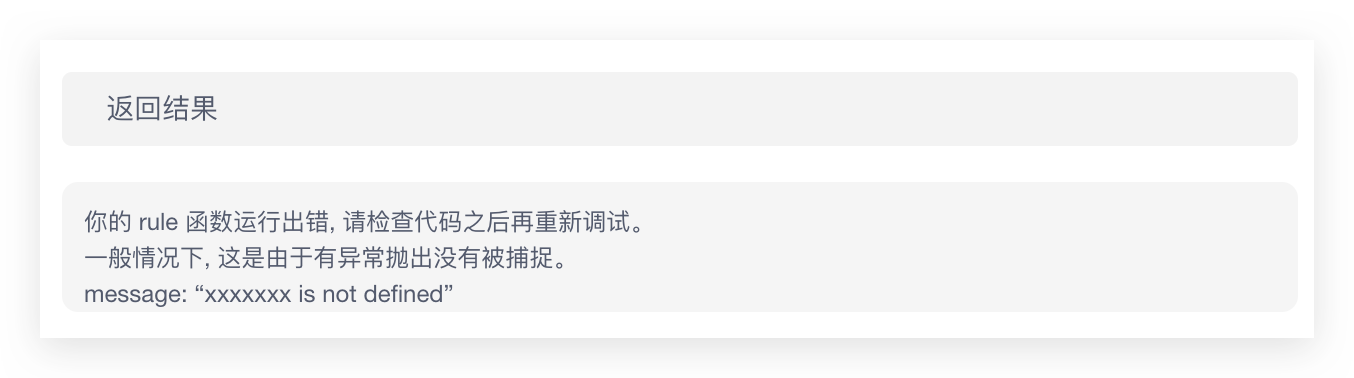 返回结果
你的 rule 函数运行出错, 请检查代码之后再重新调试。
一般情况下, 这是由于有异常抛出没有被捕捉。
message: “xxxxxxx is not defined”